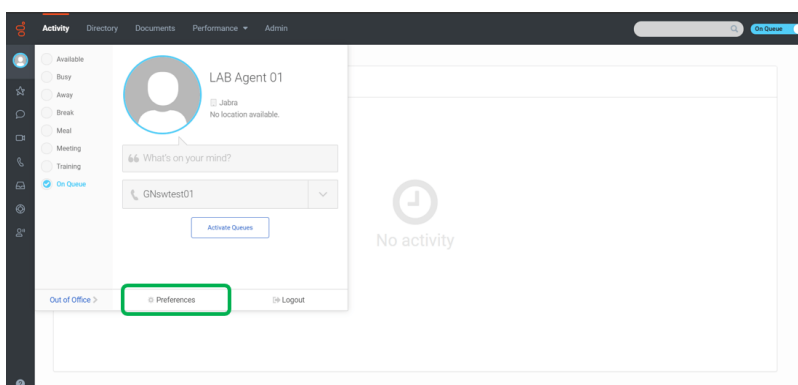 Activity Directory Documents Performance Admin
On Queue
Available
Busy
Away
Break
Meal
Meeting
Training
On Queue
LAB Agent 01
Jabra
No location available.
What's on your mind?
GNswtest01
Activate Queues
Out of Office >
Preferences
Logout
No activity